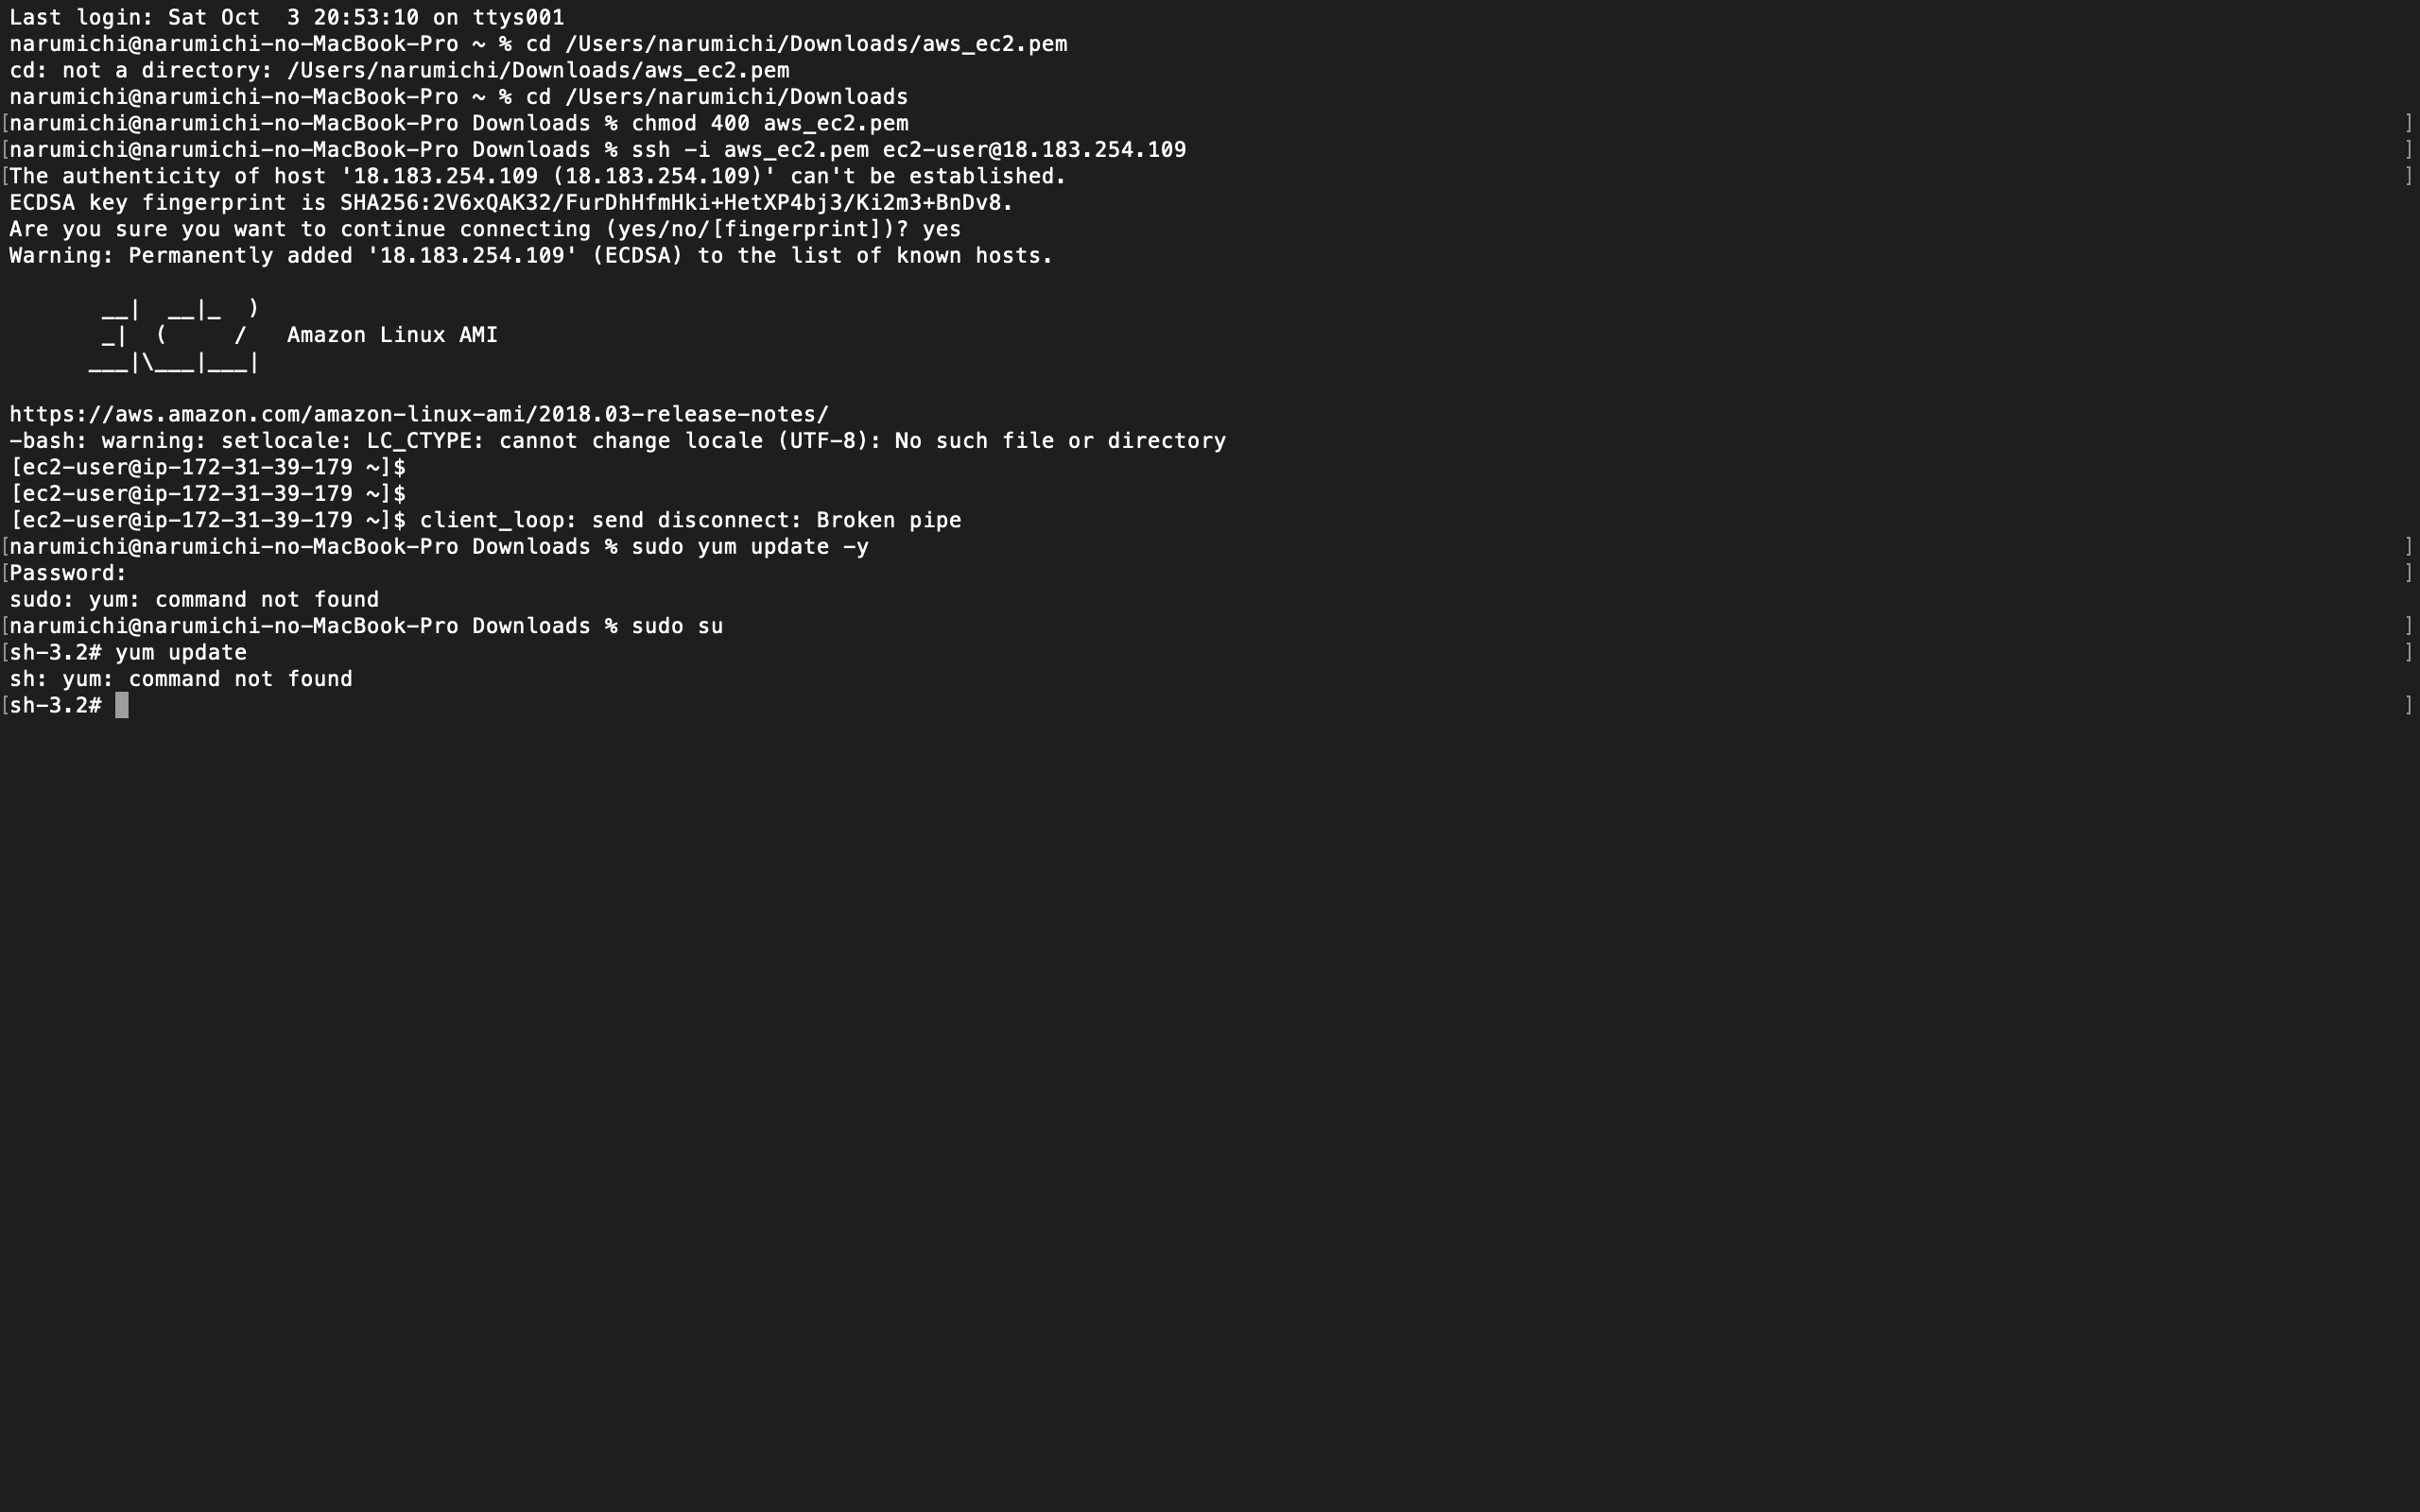 Last login: Sat Oct  3 20:53:10 on ttys001
narumichi@narumichi-no-MacBook-Pro ~ % cd /Users/narumichi/Downloads/aws_ec2.pem
cd: not a directory: /Users/narumichi/Downloads/aws_ec2.pem
narumichi@narumichi-no-MacBook-Pro ~ % cd /Users/narumichi/Downloads
[narumichi@narumichi-no-MacBook-Pro Downloads % chmod 400 aws_ec2.pem ]
[narumichi@narumichi-no-MacBook-Pro Downloads % ssh -i aws_ec2.pem ec2-user@18.183.254.109 ]
[The authenticity of host '18.183.254.109 (18.183.254.109)' can't be established. ]
ECDSA key fingerprint is SHA256:2V6xQAK32/FurDhHfmHki+HetXP4bj3/Ki2m3+BnDv8.
Are you sure you want to continue connecting (yes/no/[fingerprint])? yes
Warning: Permanently added '18.183.254.109' (ECDSA) to the list of known hosts.

       __|  __|_  )
       _|  (     /   Amazon Linux AMI
      ___|\___|___|

https://aws.amazon.com/amazon-linux-ami/2018.03-release-notes/
-bash: warning: setlocale: LC_CTYPE: cannot change locale (UTF-8): No such file or directory
[ec2-user@ip-172-31-39-179 ~]$
[ec2-user@ip-172-31-39-179 ~]$
[ec2-user@ip-172-31-39-179 ~]$ client_loop: send disconnect: Broken pipe
[narumichi@narumichi-no-MacBook-Pro Downloads % sudo yum update -y ]
[Password: ]
sudo: yum: command not found
[narumichi@narumichi-no-MacBook-Pro Downloads % sudo su ]
[sh-3.2# yum update ]
sh: yum: command not found
[sh-3.2# ]